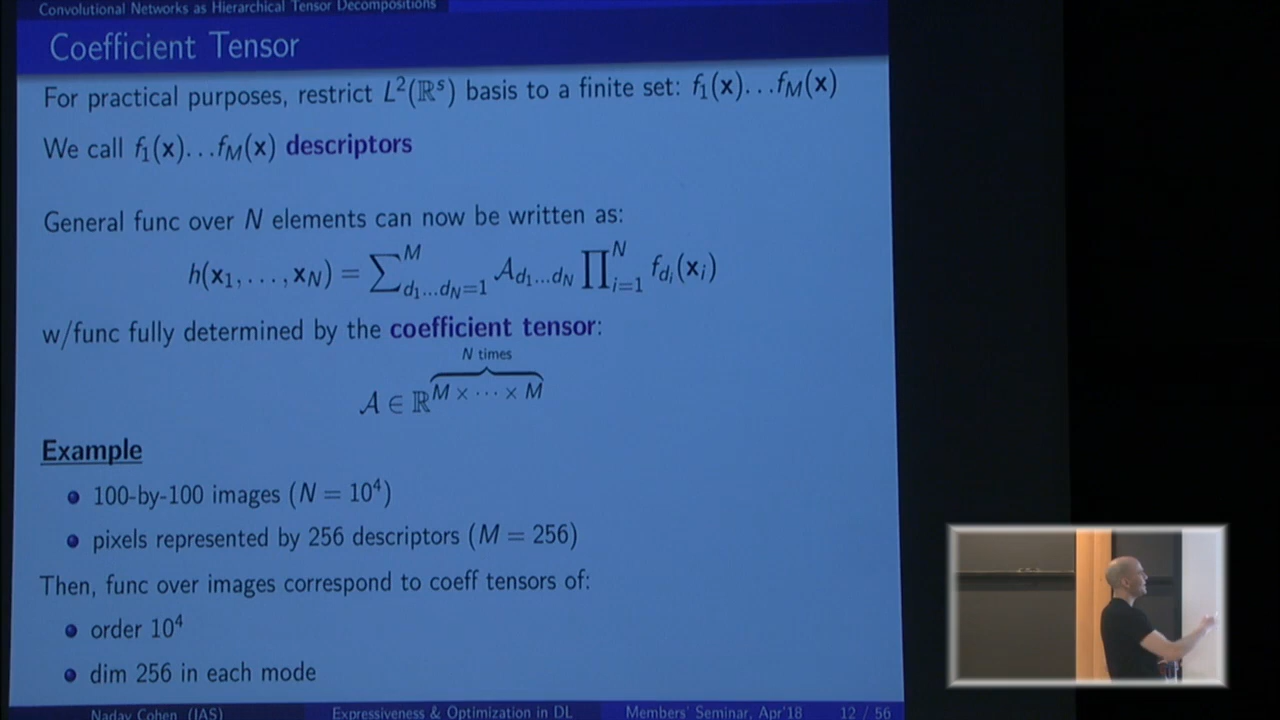 Convolutional Networks as Hierarchical Tensor Decompositions
Coefficient Tensor
For practical purposes, restrict L²(ℝˢ) basis to a finite set: f₁(x)…f_M(x)
We call f₁(x)…f_M(x) descriptors
General func over N elements can now be written as:
h(x₁, …, x_N) = ∑^M_{d₁…d_N=1} A_{d₁…d_N} ∏^N_{i=1} f_{d_i}(x_i)
w/func fully determined by the coefficient tensor:
N times
A ∈ ℝ^{M × ⋯ × M}
Example
100-by-100 images (N = 10⁴)
pixels represented by 256 descriptors (M = 256)
Then, func over images correspond to coeff tensors of:
order 10⁴
dim 256 in each mode
Nadav Cohen (IAS) Expressiveness & Optimization in DL Members' Seminar, Apr'18 12 / 56